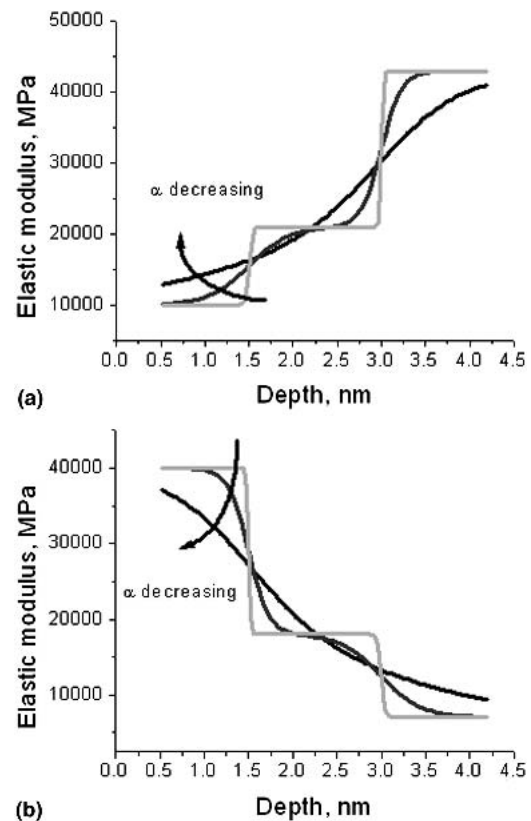 50000
40000
30000
20000
10000
Elastic modulus, MPa
α decreasing
0.0 0.5 1.0 1.5 2.0 2.5 3.0 3.5 4.0 4.5
Depth, nm
(a)
40000
30000
20000
10000
Elastic modulus, MPa
α decreasing
0.0 0.5 1.0 1.5 2.0 2.5 3.0 3.5 4.0 4.5
Depth, nm
(b)